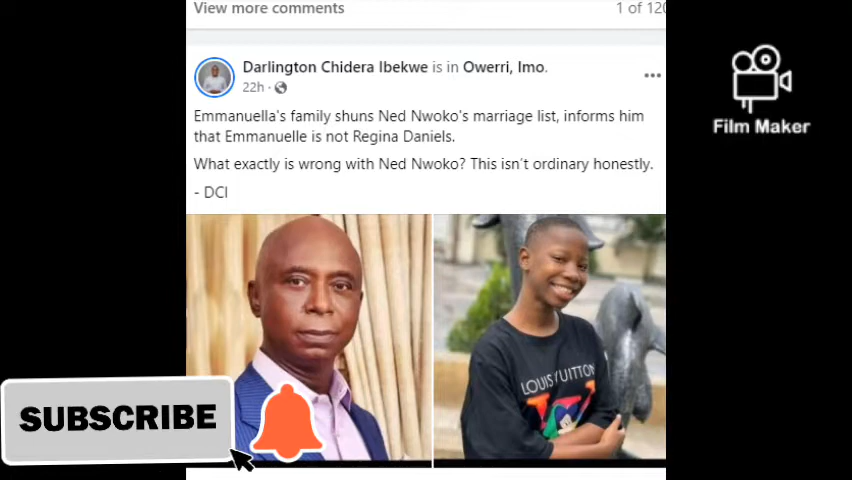 View more comments
1 of 120
Darlington Chidera Ibekwe is in Owerri, Imo.
22h ·
Emmanuella's family shuns Ned Nwoko's marriage list, informs him
that Emmanuelle is not Regina Daniels.
What exactly is wrong with Ned Nwoko? This isn't ordinary honestly.
- DCI
LOUIS VUITTON
SUBSCRIBE
Film Maker